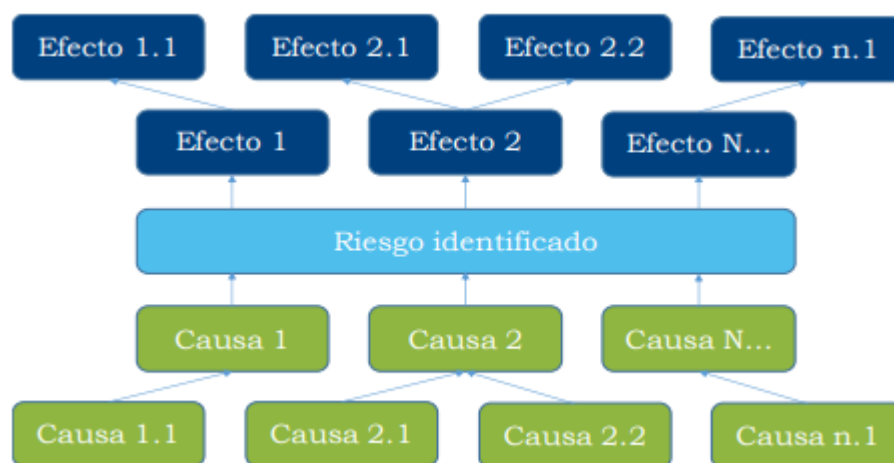 Efecto 1.1
Efecto 2.1
Efecto 2.2
Efecto n.1
Efecto 1
Efecto 2
Efecto N...
Riesgo identificado
Causa 1
Causa 2
Causa N...
Causa 1.1
Causa 2.1
Causa 2.2
Causa n.1